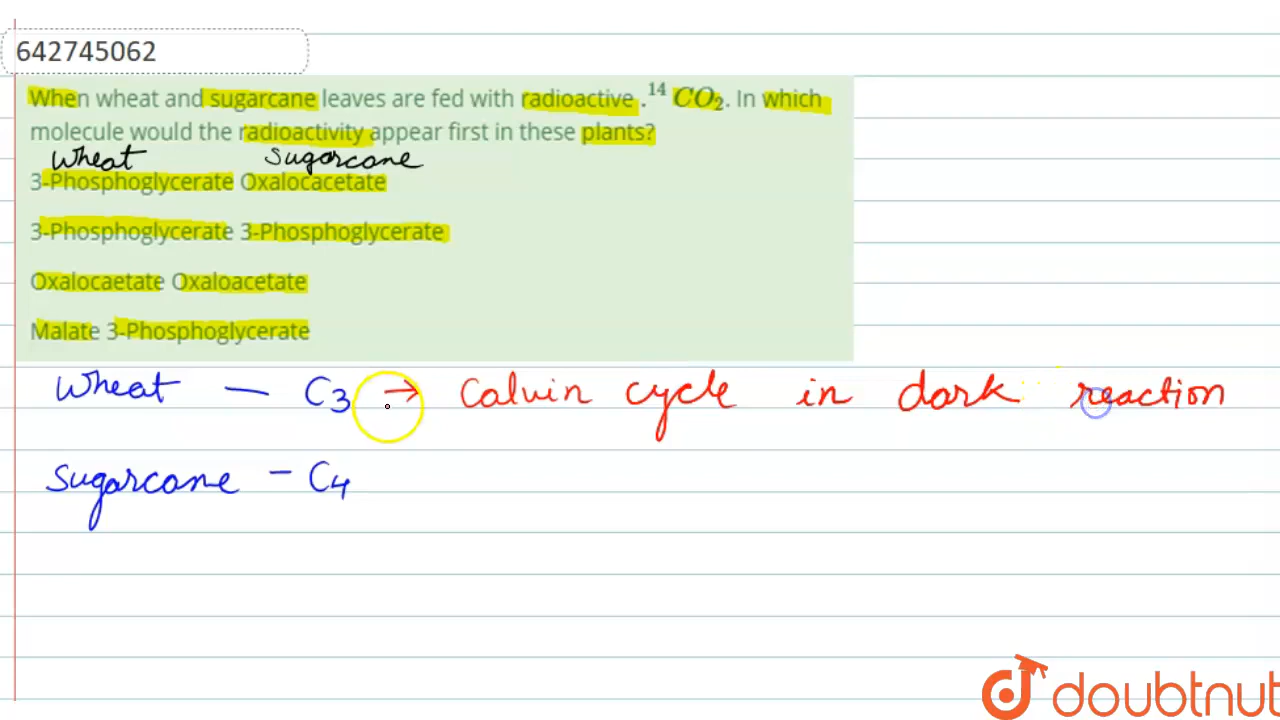 642745062
When wheat and sugarcane leaves are fed with radioactive .¹⁴CO₂. In which
molecule would the radioactivity appear first in these plants?
Wheat Sugarcane
3-Phosphoglycerate Oxalocacetate
3-Phosphoglycerate 3-Phosphoglycerate
Oxalocaetate Oxaloacetate
Malate 3-Phosphoglycerate
Wheat — C₃ → Calvin cycle in dark reaction
Sugarcane — C₄
doubtnut